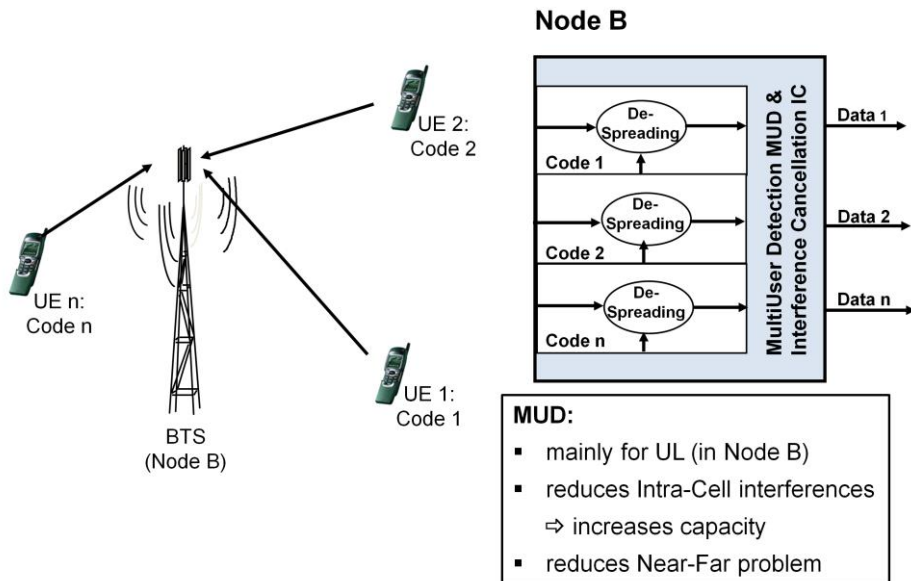 UE 2:
Code 2
UE n:
Code n
UE 1:
Code 1
BTS
(Node B)
Node B
De-
Spreading
Code 1
De-
Spreading
Code 2
De-
Spreading
Code n
MultiUser Detection MUD &
Interference Cancellation IC
Data 1
Data 2
Data n
MUD:
▪ mainly for UL (in Node B)
▪ reduces Intra-Cell interferences
⇨ increases capacity
▪ reduces Near-Far problem